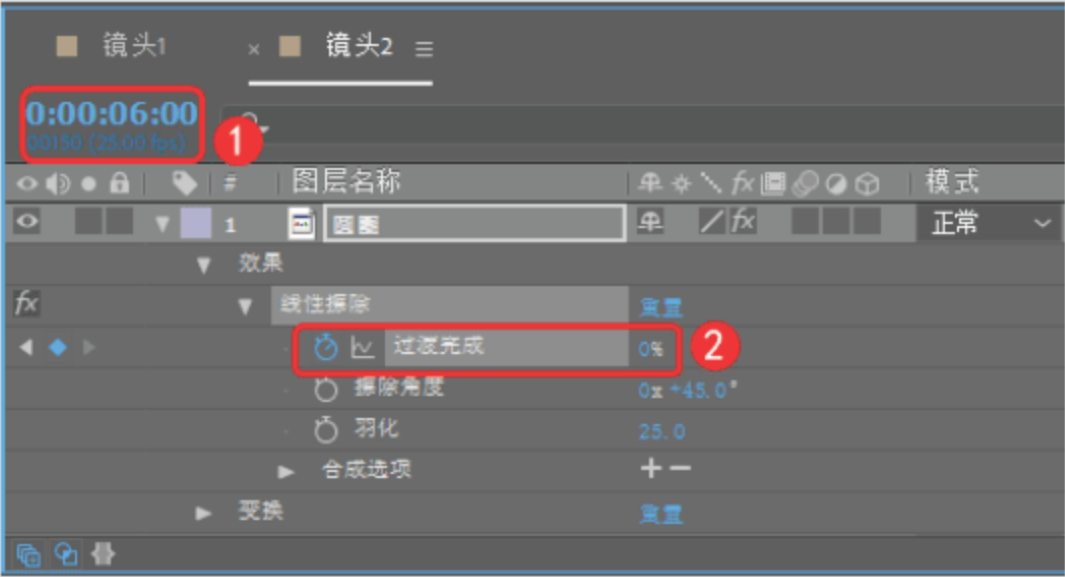 镜头1
× 镜头2
0:00:06:00
00150 (25.00 fps)
1
# 图层名称 fx 模式
1 圆圈 fx 正常
效果
fx 线性擦除 重置
过渡完成 0%
2
擦除角度 0x +45.0°
羽化 25.0
合成选项 +-
变换 重置